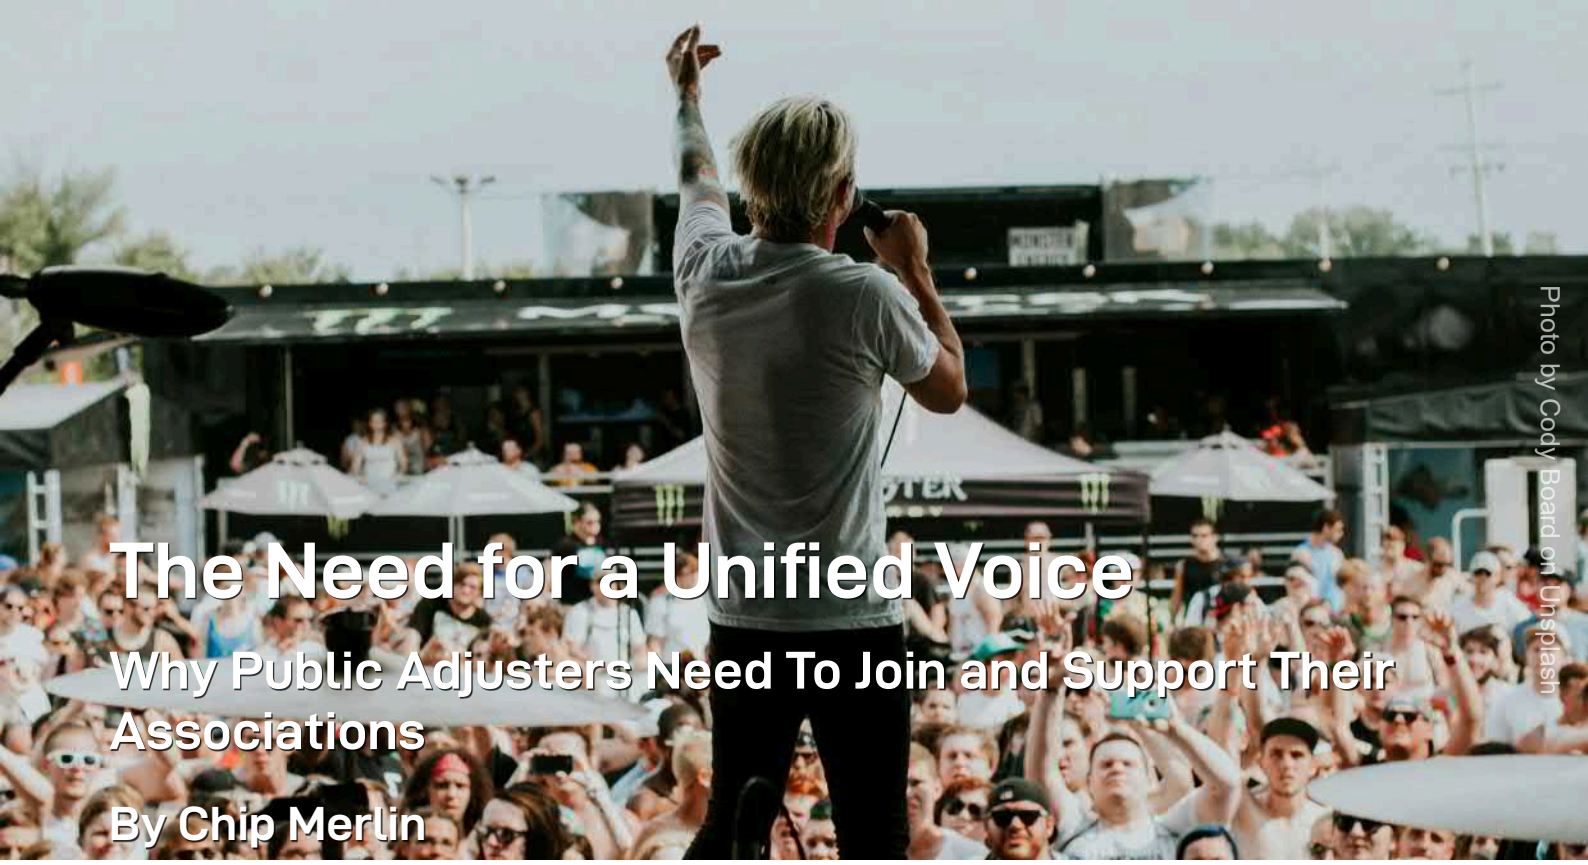 The Need for a Unified Voice
Why Public Adjusters Need To Join and Support Their
Associations
By Chip Merlin
Photo by Cody Board on Unsplash